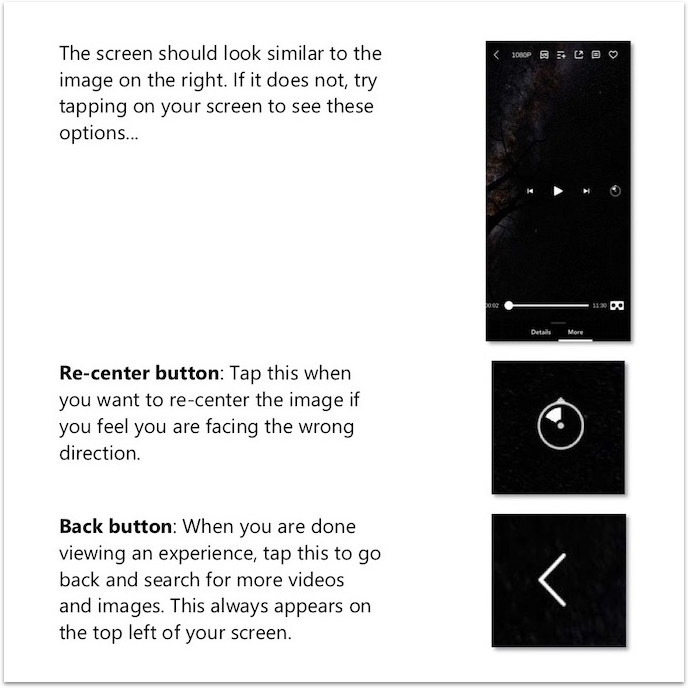 The screen should look similar to the
image on the right. If it does not, try
tapping on your screen to see these
options...
1080P
00:02
11:30
Details More
Re-center button: Tap this when
you want to re-center the image if
you feel you are facing the wrong
direction.
Back button: When you are done
viewing an experience, tap this to go
back and search for more videos
and images. This always appears on
the top left of your screen.